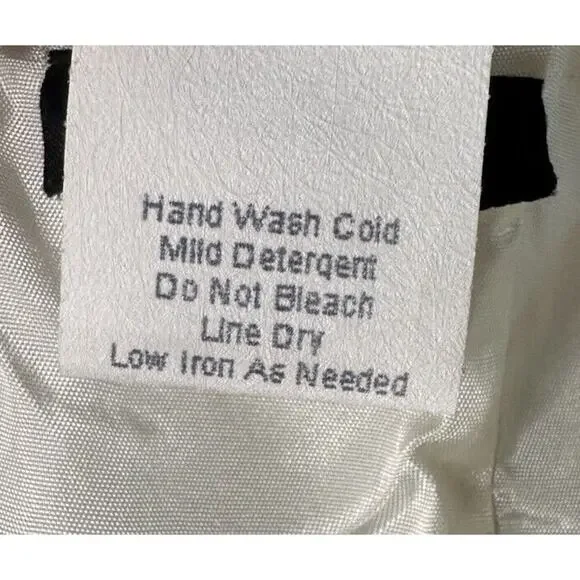 Hand Wash Cold
Mild Detergent
Do Not Bleach
Line Dry
Low Iron As Needed